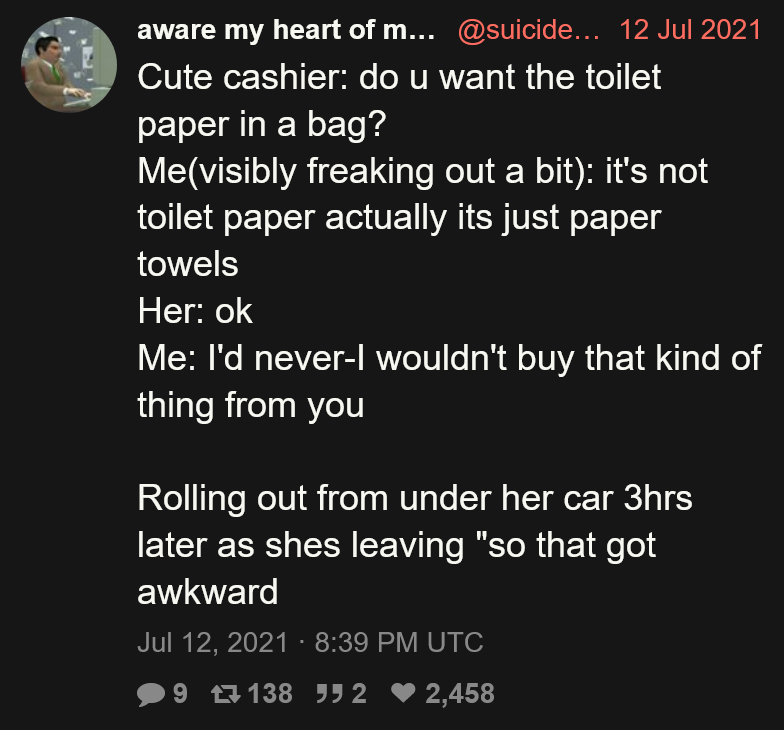 aware my heart of m... @suicide... 12 Jul 2021
Cute cashier: do u want the toilet
paper in a bag?
Me(visibly freaking out a bit): it's not
toilet paper actually its just paper
towels
Her: ok
Me: I'd never-I wouldn't buy that kind of
thing from you

Rolling out from under her car 3hrs
later as shes leaving "so that got
awkward
Jul 12, 2021 · 8:39 PM UTC
9 138 2 2,458